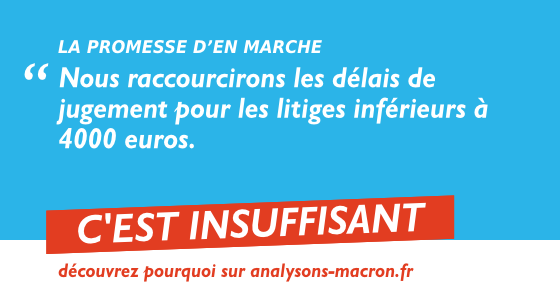 LA PROMESSE D’EN MARCHE
“ Nous raccourcirons les délais de
jugement pour les litiges inférieurs à
4000 euros.
C'EST INSUFFISANT
découvrez pourquoi sur analysons-macron.fr